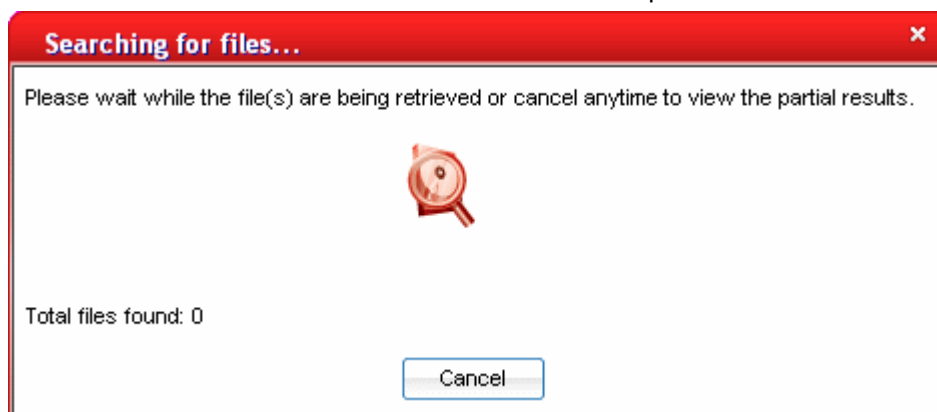 Searching for files...
Please wait while the file(s) are being retrieved or cancel anytime to view the partial results.
Total files found: 0
Cancel